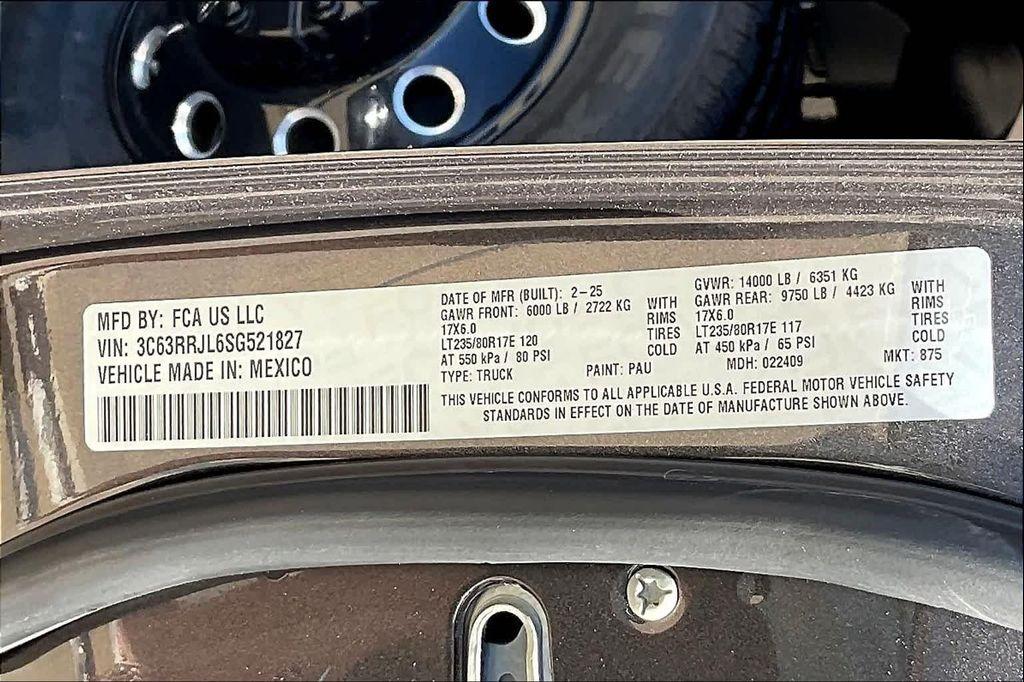 MFD BY: FCA US LLC
VIN: 3C63RRJL6SG521827
VEHICLE MADE IN: MEXICO
DATE OF MFR (BUILT): 2-25
GAWR FRONT: 6000 LB / 2722 KG
17X6.0
LT235/80R17E 120
AT 550 kPa / 80 PSI
WITH
RIMS
TIRES
COLD
TYPE: TRUCK
PAINT: PAU
GVWR: 14000 LB / 6351 KG
GAWR REAR: 9750 LB / 4423 KG
17X6.0
LT235/80R17E 117
AT 450 kPa / 65 PSI
WITH
RIMS
TIRES
COLD
MDH: 022409
MKT: 875
THIS VEHICLE CONFORMS TO ALL APPLICABLE U.S.A. FEDERAL MOTOR VEHICLE SAFETY
STANDARDS IN EFFECT ON THE DATE OF MANUFACTURE SHOWN ABOVE.